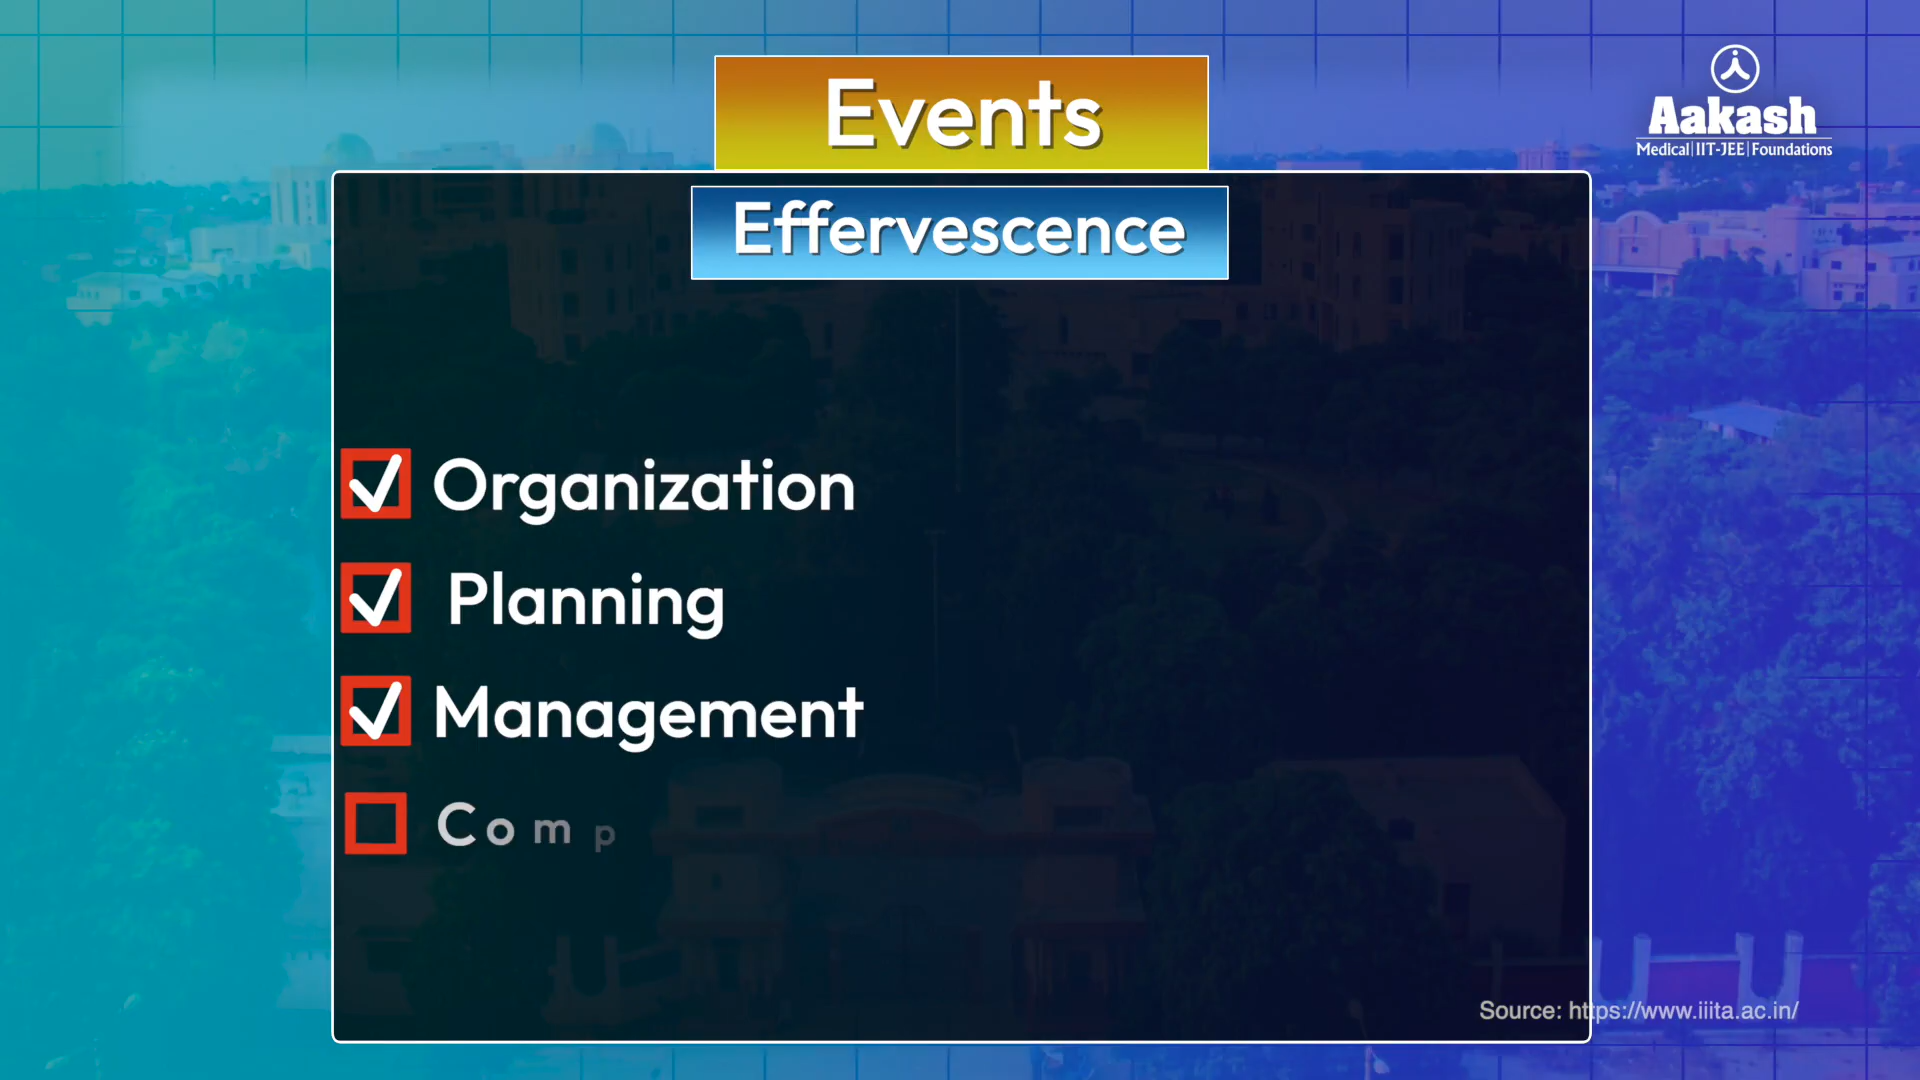 Events
Aakash
Medical|IIT-JEE|Foundations
Effervescence
Organization
Planning
Management
Comp
Source: https://www.iiita.ac.in/